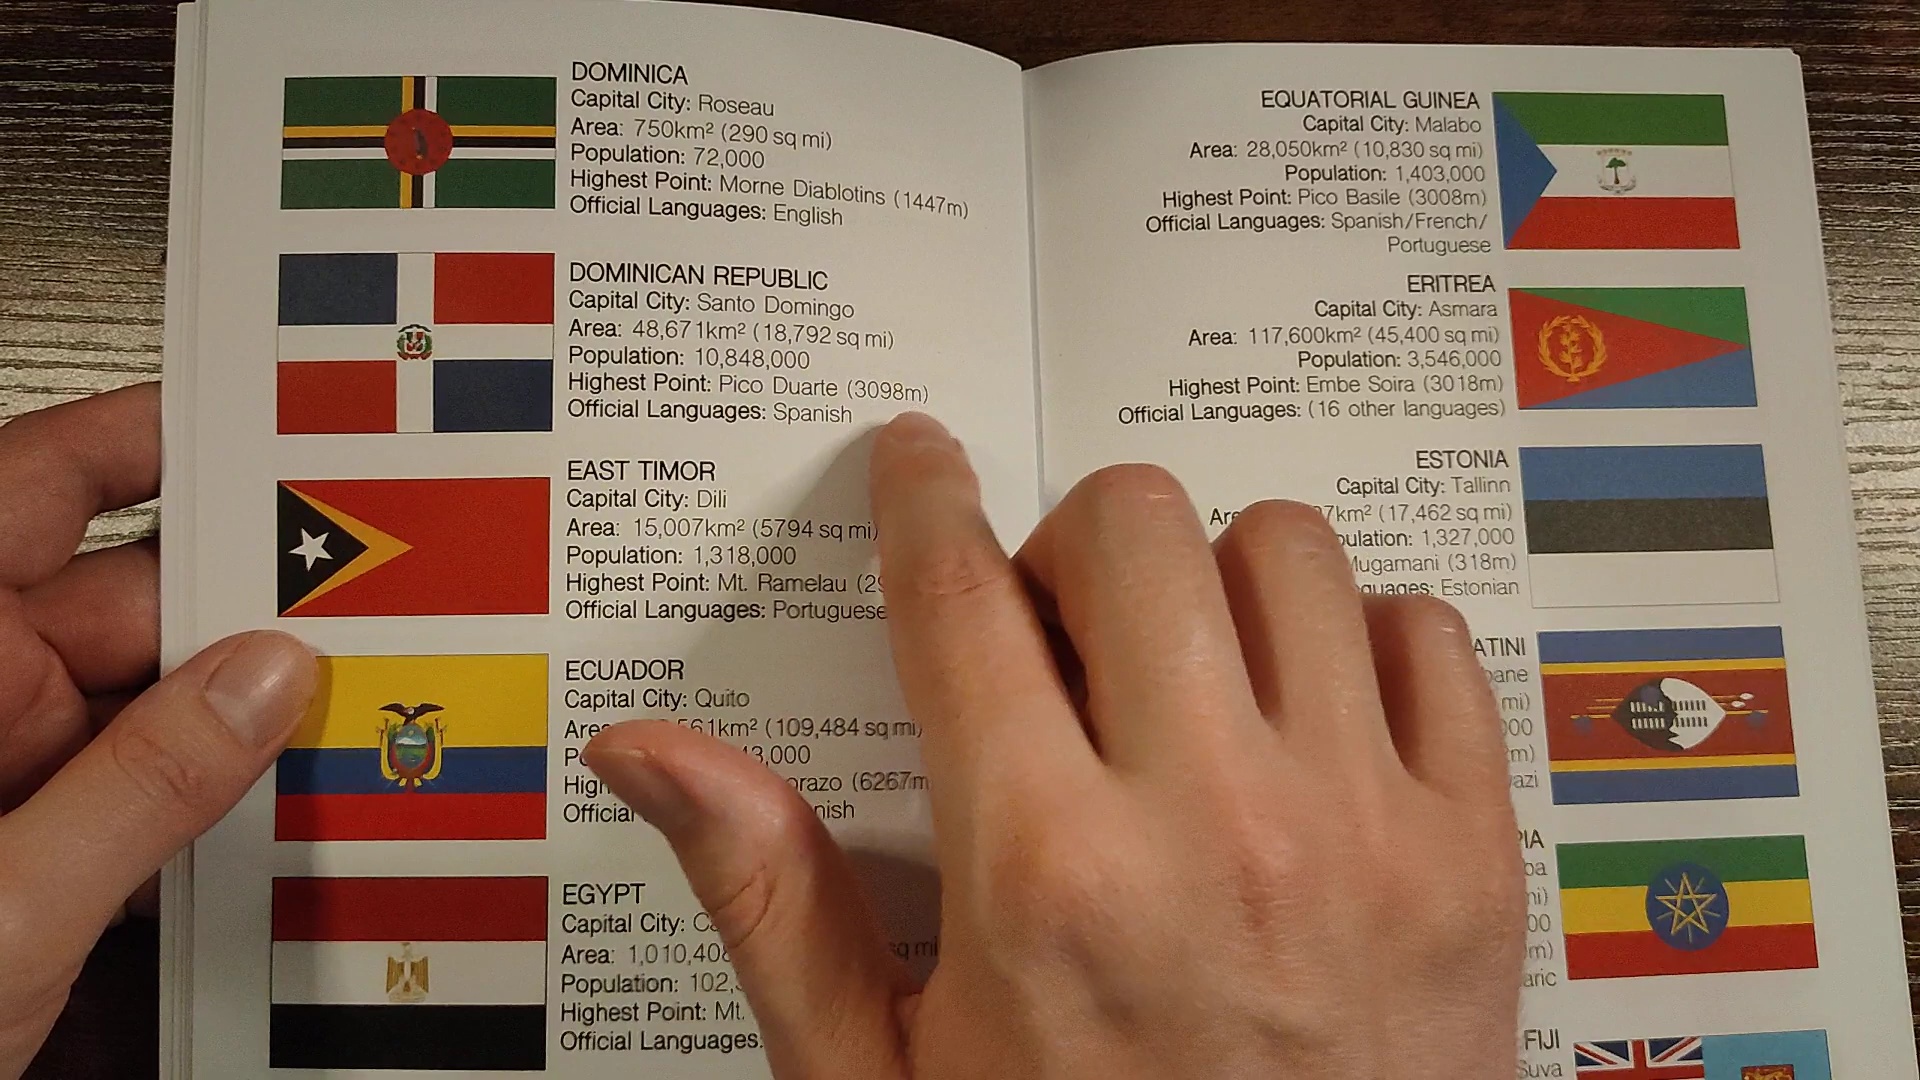 DOMINICA
Capital City: Roseau
Area: 750km² (290 sq mi)
Population: 72,000
Highest Point: Morne Diablotins (1447m)
Official Languages: English
DOMINICAN REPUBLIC
Capital City: Santo Domingo
Area: 48,671km² (18,792 sq mi)
Population: 10,848,000
Highest Point: Pico Duarte (3098m)
Official Languages: Spanish
EAST TIMOR
Capital City: Dili
Area: 15,007km² (5794 sq mi)
Population: 1,318,000
Highest Point: Mt. Ramelau
Official Languages: Portuguese
ECUADOR
Capital City: Quito
(109,484 sq mi)
(6267m
Official
EGYPT
Capital City:
Area:
Population:
Highest Point: Mt.
Official Languages:
EQUATORIAL GUINEA
Capital City: Malabo
Area: 28,050km² (10,830 sq mi)
Population: 1,403,000
Highest Point: Pico Basile (3008m)
Official Languages: Spanish/French/
Portuguese
ERITREA
Capital City: Asmara
Area: 117,600km² (45,400 sq mi)
Population: 3,546,000
Highest Point: Embe Soira (3018m)
Official Languages: (16 other languages)
ESTONIA
Capital City: Tallinn
(17,462 sq mi)
1,327,000
(318m)
Estonian
FIJI
Suva